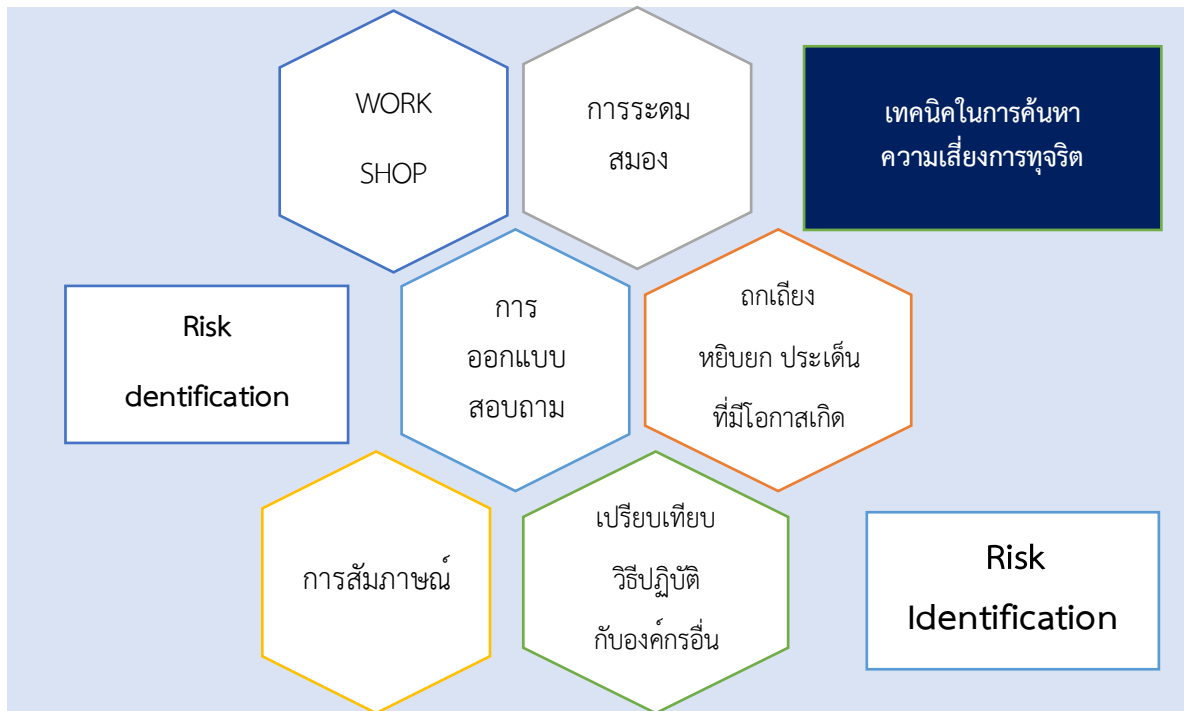 WORK
SHOP
การระดม
สมอง
เทคนิคในการค้นหา
ความเสี่ยงการทุจริต
Risk
dentification
การ
ออกแบบ
สอบถาม
ถกเถียง
หยิบยก ประเด็น
ที่มีโอกาสเกิด
การสัมภาษณ์
เปรียบเทียบ
วิธีปฏิบัติ
กับองค์กรอื่น
Risk
Identification